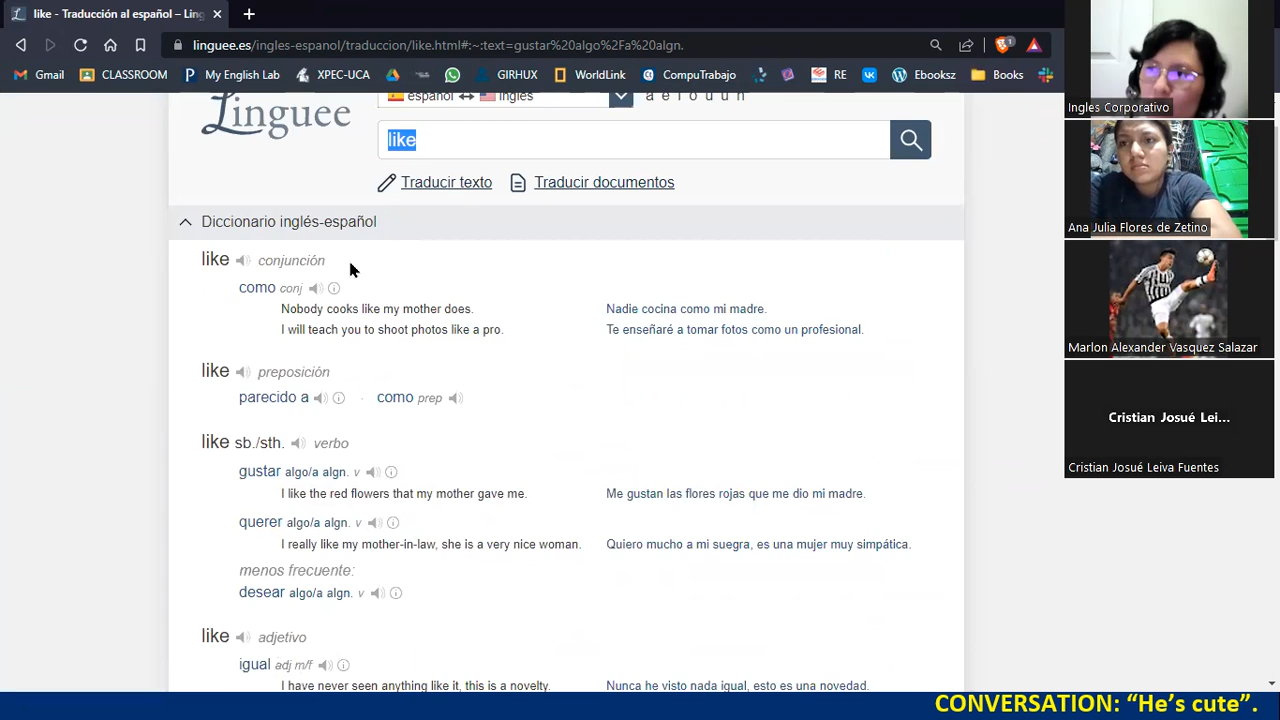 like - Traducción al español – Ling
linguee.es/ingles-espanol/traduccion/like.html#:~:text=gustar%20algo%2Fa%20algn.
Gmail CLASSROOM My English Lab XPEC-UCA GIRHUX WorldLink CompuTrabajo RE Ebooksz Books
Linguee
español ↔ inglés
á é í ó ú ü ñ
like
Traducir texto Traducir documentos
Diccionario inglés-español
like conjunción
como conj
Nobody cooks like my mother does. Nadie cocina como mi madre.
I will teach you to shoot photos like a pro. Te enseñaré a tomar fotos como un profesional.
like preposición
parecido a · como prep
like sb./sth. verbo
gustar algo/a algn. v
I like the red flowers that my mother gave me. Me gustan las flores rojas que me dio mi madre.
querer algo/a algn. v
I really like my mother-in-law, she is a very nice woman. Quiero mucho a mi suegra, es una mujer muy simpática.
menos frecuente:
desear algo/a algn. v
like adjetivo
igual adj m/f
I have never seen anything like it, this is a novelty. Nunca he visto nada igual, esto es una novedad.
Ingles Corporativo
Ana Julia Flores de Zetino
Marlon Alexander Vasquez Salazar
Cristian Josué Lei...
Cristian Josué Leiva Fuentes
CONVERSATION: “He’s cute”.